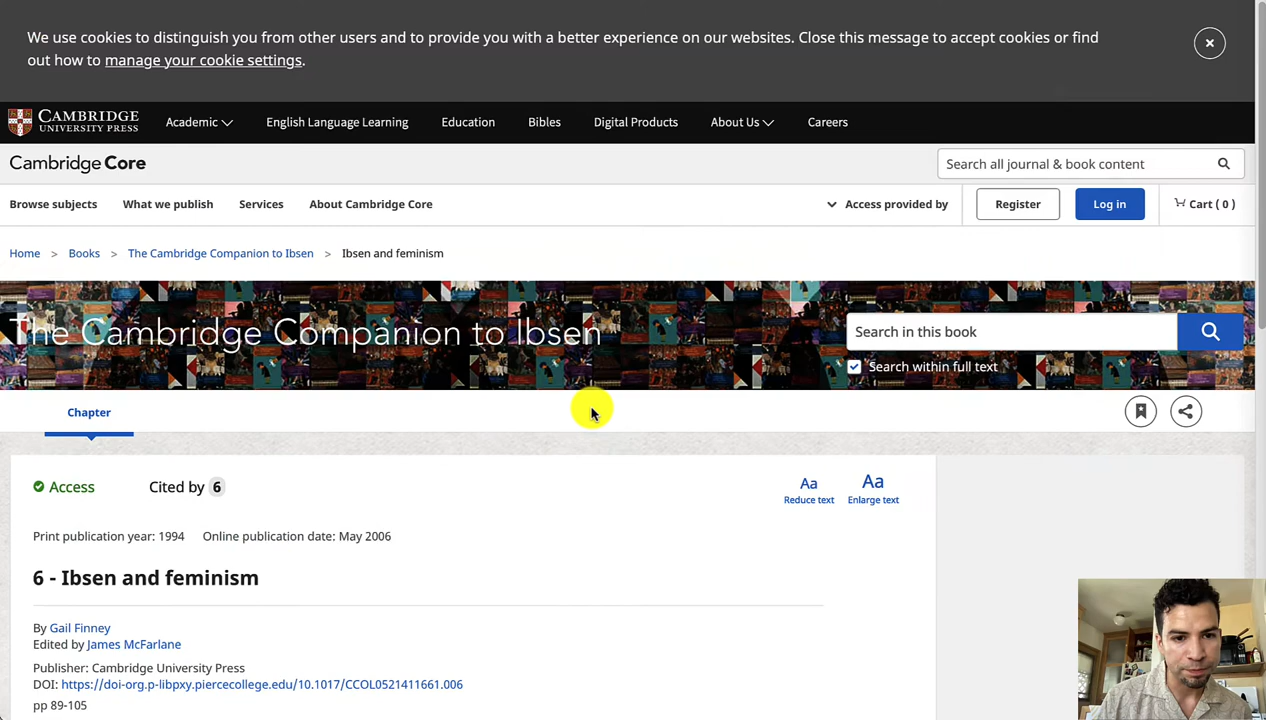 We use cookies to distinguish you from other users and to provide you with a better experience on our websites. Close this message to accept cookies or find
out how to manage your cookie settings.
CAMBRIDGE
UNIVERSITY PRESS
Academic
English Language Learning
Education
Bibles
Digital Products
About Us
Careers
Cambridge Core
Search all journal & book content
Browse subjects
What we publish
Services
About Cambridge Core
Access provided by
Register
Log in
Cart ( 0 )
Home > Books > The Cambridge Companion to Ibsen > Ibsen and feminism
The Cambridge Companion to Ibsen
Search in this book
Search within full text
Chapter
Access
Cited by 6
Aa
Reduce text
Aa
Enlarge text
Print publication year: 1994
Online publication date: May 2006
6 - Ibsen and feminism
By Gail Finney
Edited by James McFarlane
Publisher: Cambridge University Press
DOI: https://doi-org.p-libpxy.piercecollege.edu/10.1017/CCOL0521411661.006
pp 89-105